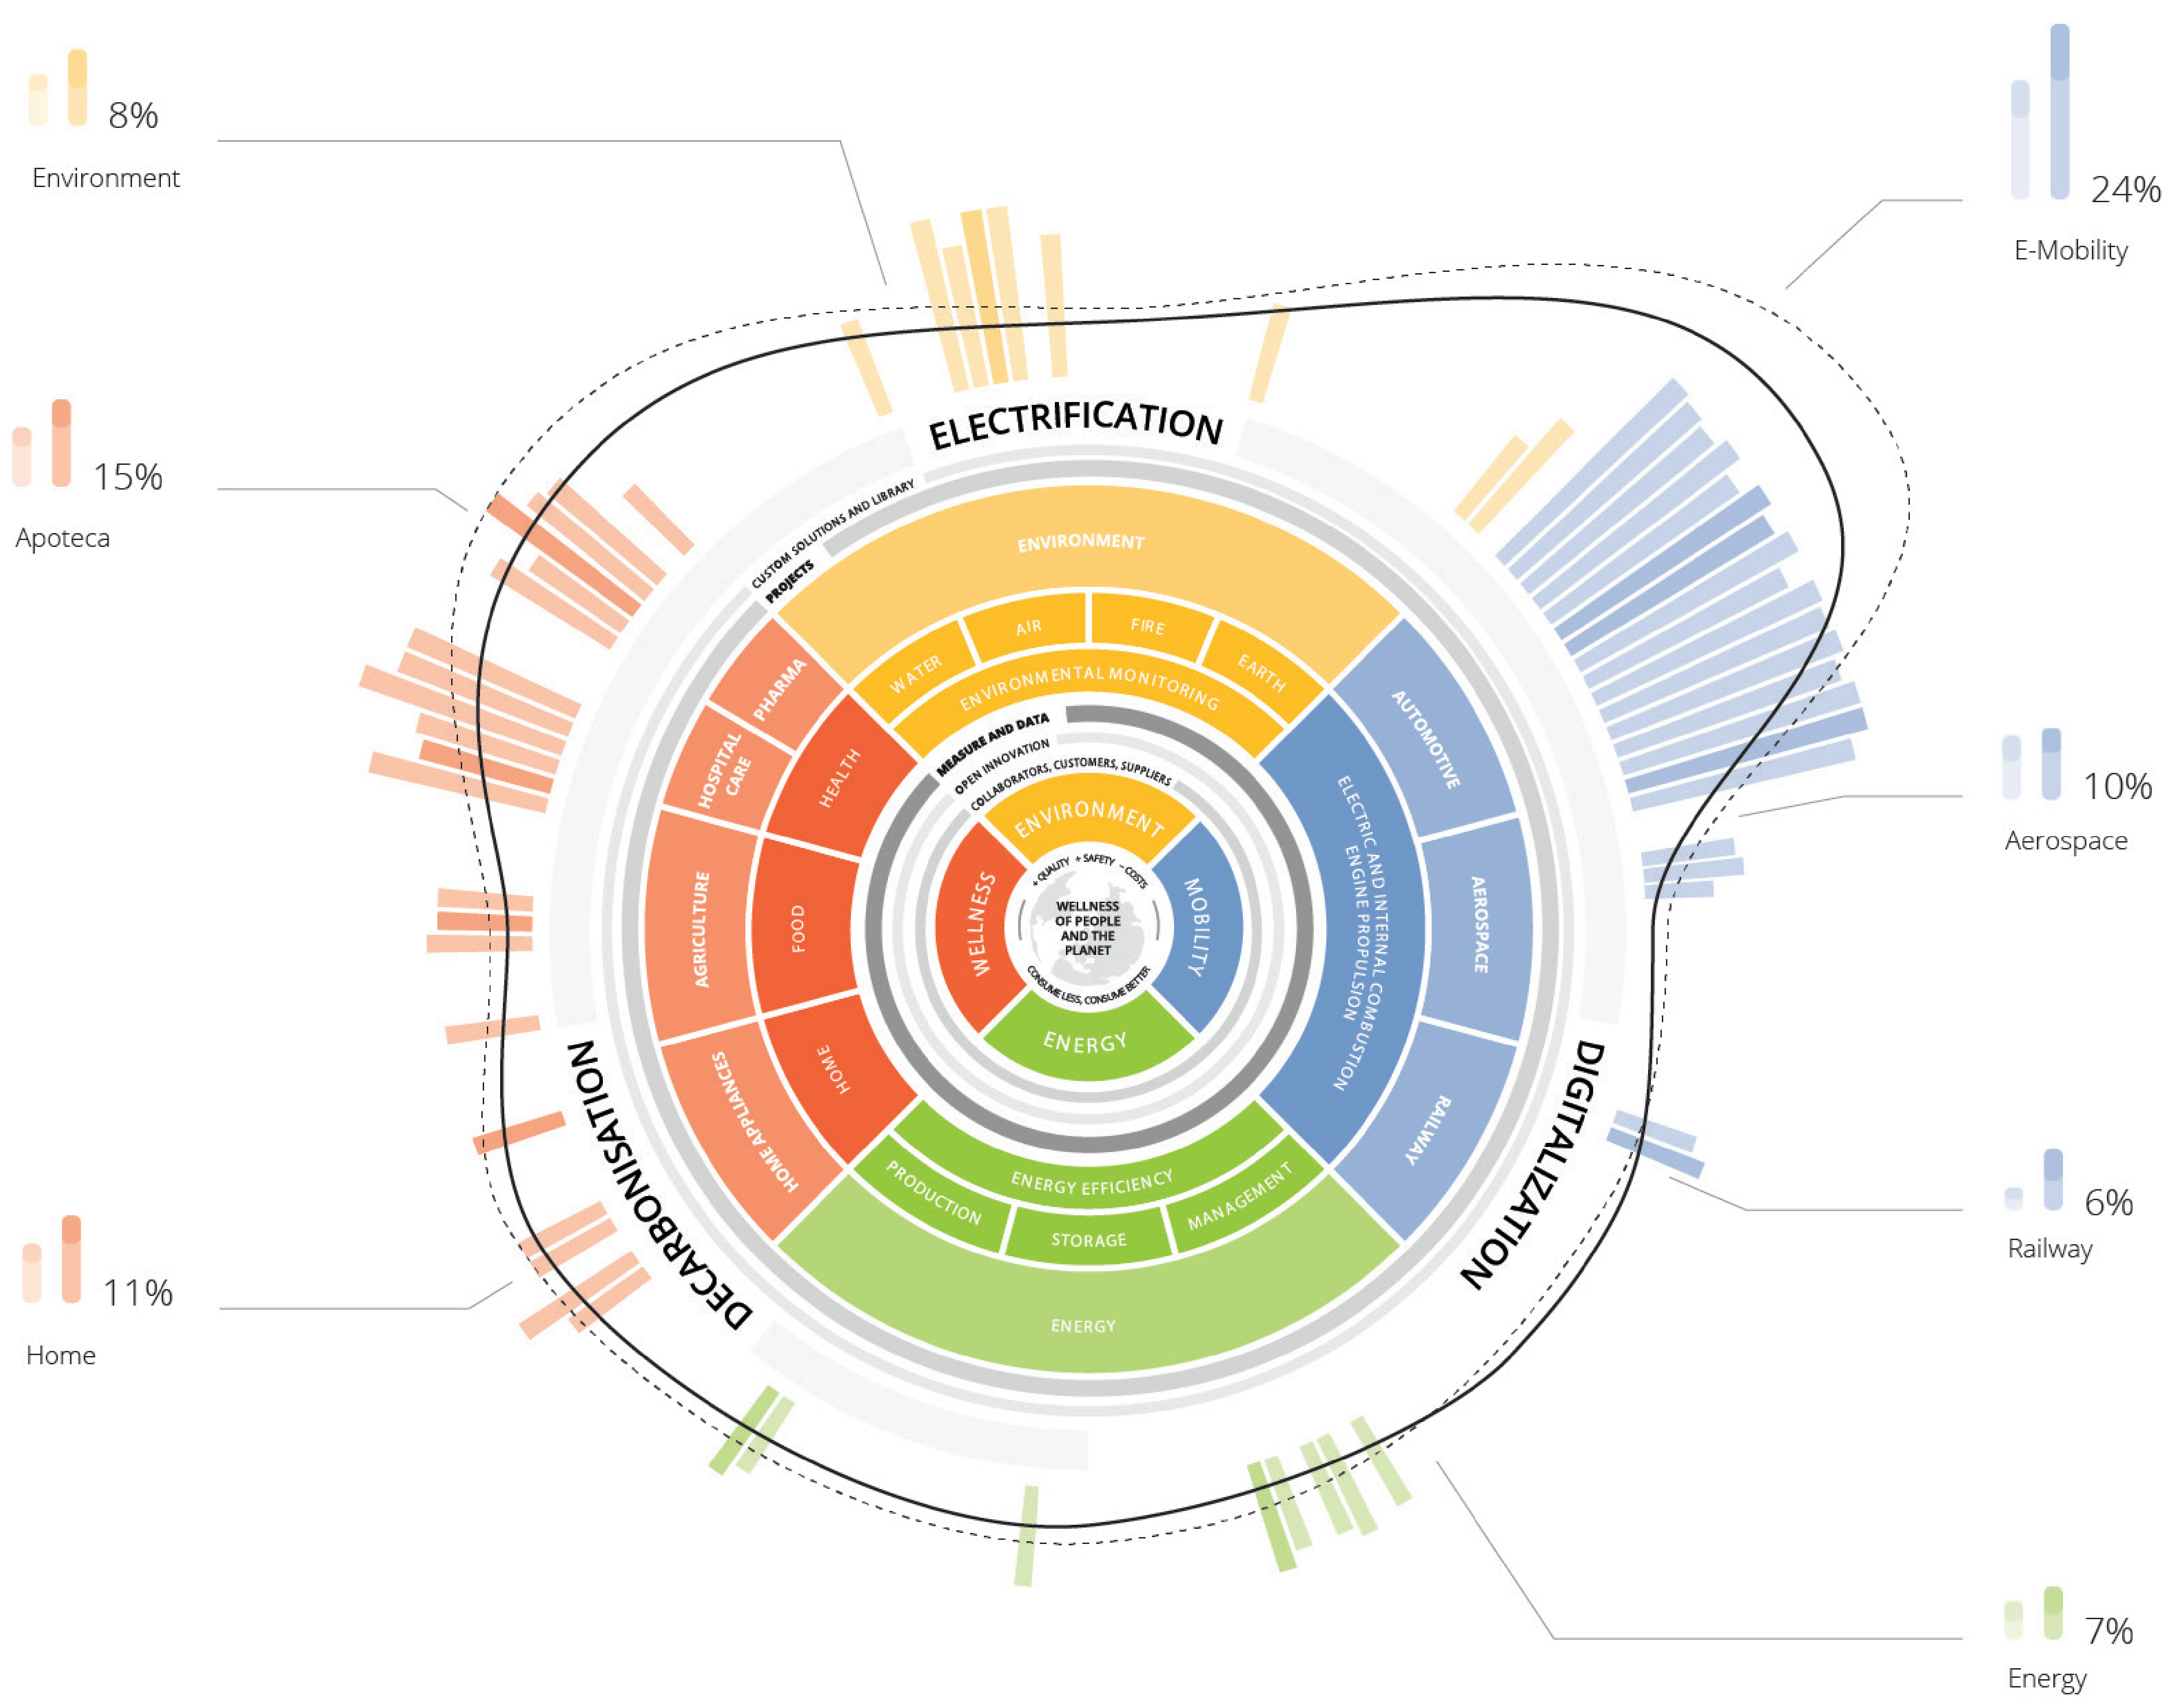 8%
Environment
24%
E-Mobility
15%
Apoteca
10%
Aerospace
6%
Railway
11%
Home
7%
Energy
ELECTRIFICATION
DIGITALIZATION
DECARBONISATION
CUSTOM SOLUTIONS AND LIBRARY
PROJECTS
ENVIRONMENT
WATER
AIR
FIRE
EARTH
ENVIRONMENTAL MONITORING
PHARMA
HOSPITAL
CARE
HEALTH
AGRICULTURE
FOOD
HOME APPLIANCES
HOME
AUTOMOTIVE
AEROSPACE
RAILWAY
ELECTRIC AND INTERNAL COMBUSTION
ENGINE PROPULSION
MEASURE AND DATA
OPEN INNOVATION
COLLABORATORS, CUSTOMERS, SUPPLIERS
ENVIRONMENT
WELLNESS
MOBILITY
ENERGY
+ QUALITY + SAFETY – COSTS
WELLNESS
OF PEOPLE
AND THE
PLANET
CONSUME LESS, CONSUME BETTER
ENERGY EFFICIENCY
PRODUCTION
STORAGE
MANAGEMENT
ENERGY